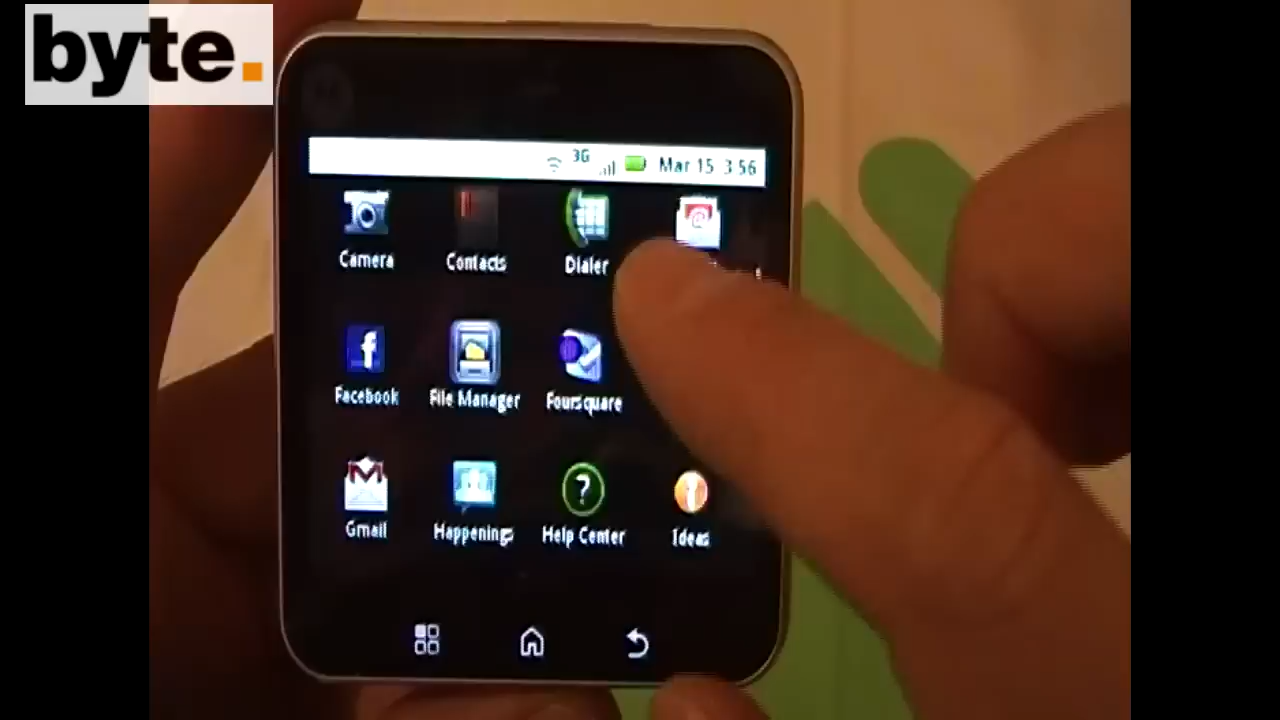 byte.
3G Mar 15 3 56
Camera Contacts Dialer
Facebook File Manager Foursquare
Gmail Happenings Help Center Ideas